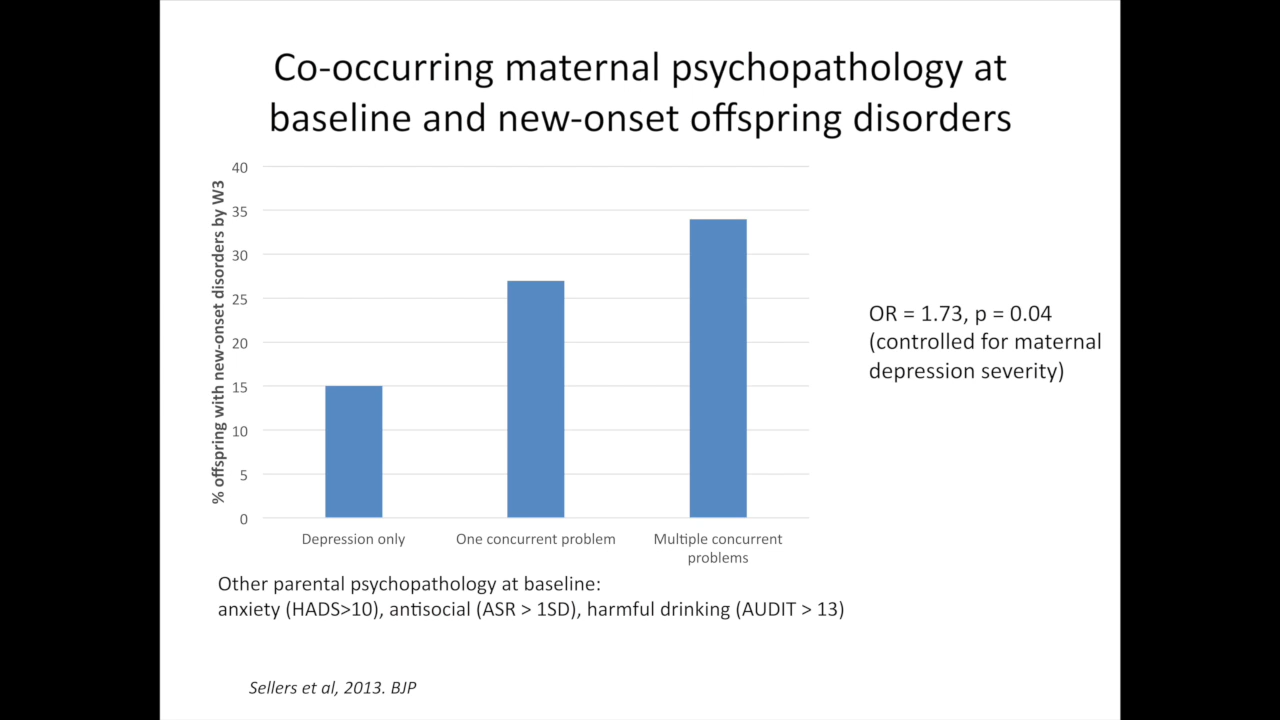 Co-occurring maternal psychopathology at
baseline and new-onset offspring disorders
% offspring with new-onset disorders by W3
40
35
30
25
20
15
10
5
0
Depression only
One concurrent problem
Multiple concurrent
problems
OR = 1.73, p = 0.04
(controlled for maternal
depression severity)
Other parental psychopathology at baseline:
anxiety (HADS>10), antisocial (ASR > 1SD), harmful drinking (AUDIT > 13)
Sellers et al, 2013. BJP